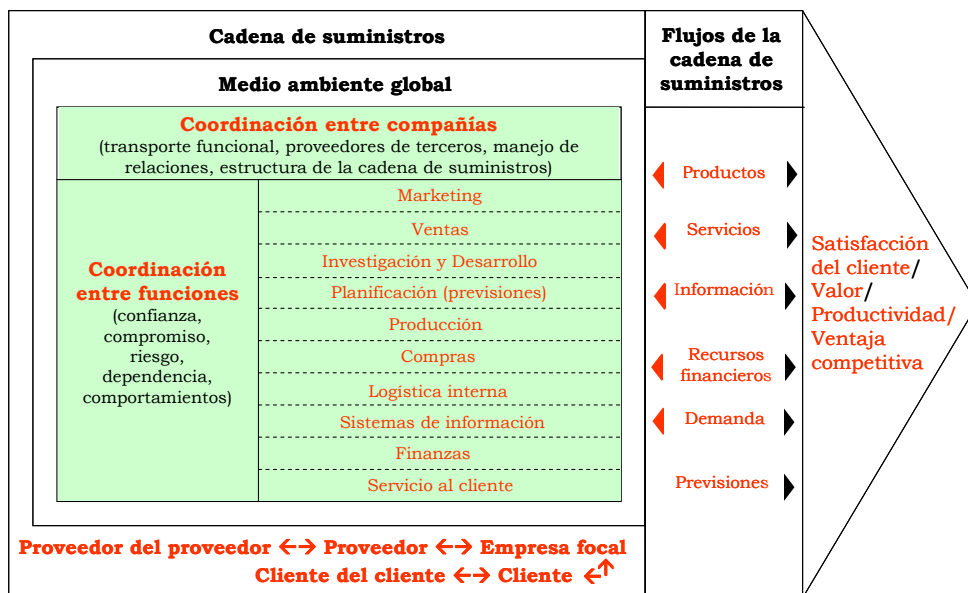 Cadena de suministros
Medio ambiente global
Coordinación entre compañías
(transporte funcional, proveedores de terceros, manejo de
relaciones, estructura de la cadena de suministros)
Coordinación
entre funciones
(confianza,
compromiso,
riesgo,
dependencia,
comportamientos)
Marketing
Ventas
Investigación y Desarrollo
Planificación (previsiones)
Producción
Compras
Logística interna
Sistemas de información
Finanzas
Servicio al cliente
Proveedor del proveedor ←→ Proveedor ←→ Empresa focal
Cliente del cliente ←→ Cliente ←↑
Flujos de la
cadena de
suministros
Productos
Servicios
Información
Recursos
financieros
Demanda
Previsiones
Satisfacción
del cliente/
Valor/
Productividad/
Ventaja
competitiva